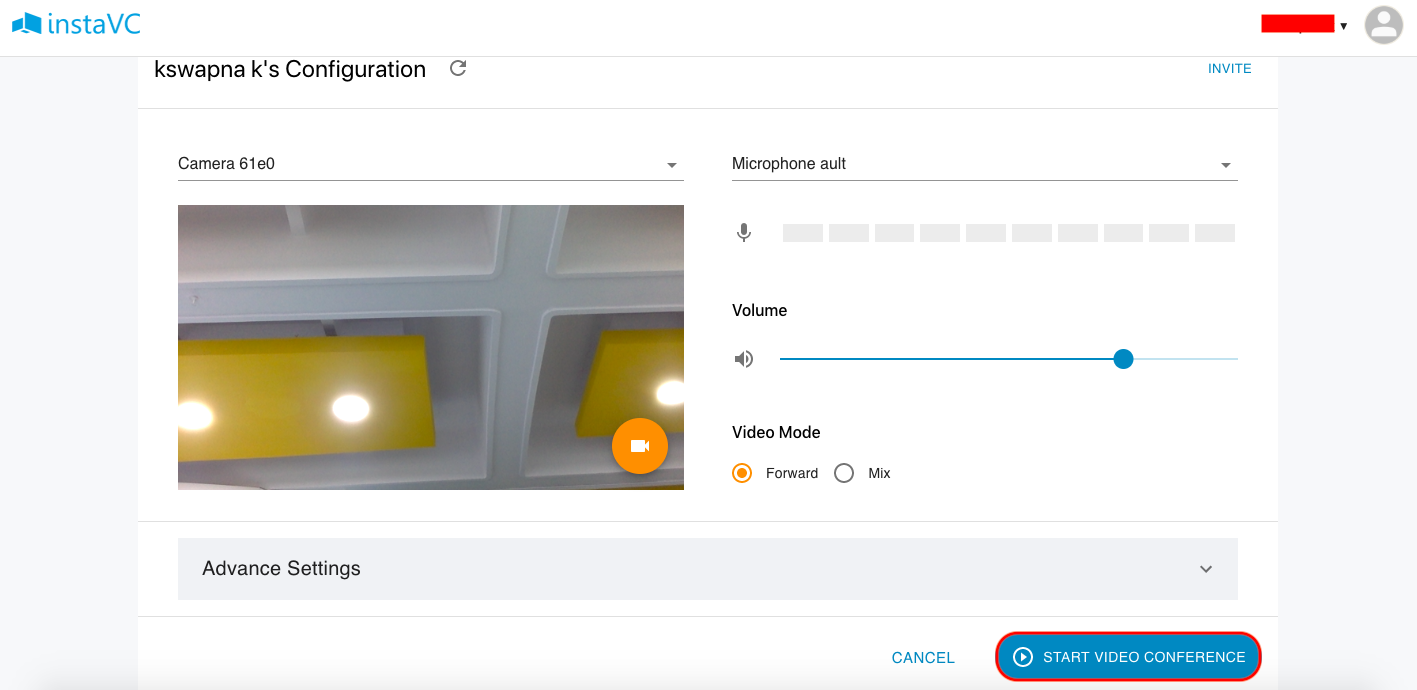 instaVC
kswapna k's Configuration
INVITE
Camera 61e0
Microphone ault
Volume
Video Mode
Forward
Mix
Advance Settings
CANCEL
START VIDEO CONFERENCE